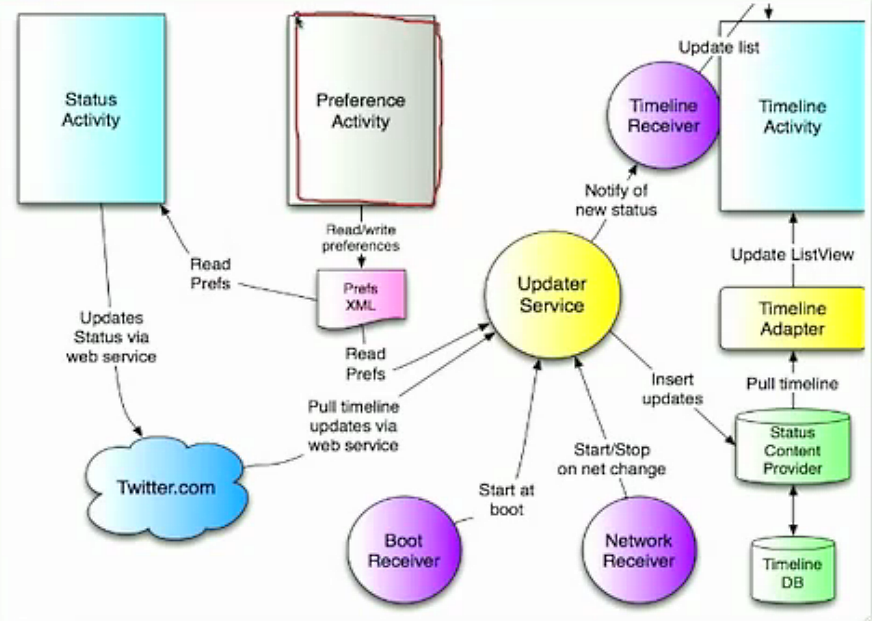 Status
Activity
Preference
Activity
Update list
Timeline
Receiver
Timeline
Activity
Notify of
new status
Read/write
preferences
Read
Prefs
Prefs
XML
Updater
Service
Update ListView
Timeline
Adapter
Updates
Status via
web service
Read
Prefs
Insert
updates
Pull timeline
Pull timeline
updates via
web service
Status
Content
Provider
Twitter.com
Start at
boot
Start/Stop
on net change
Boot
Receiver
Network
Receiver
Timeline
DB